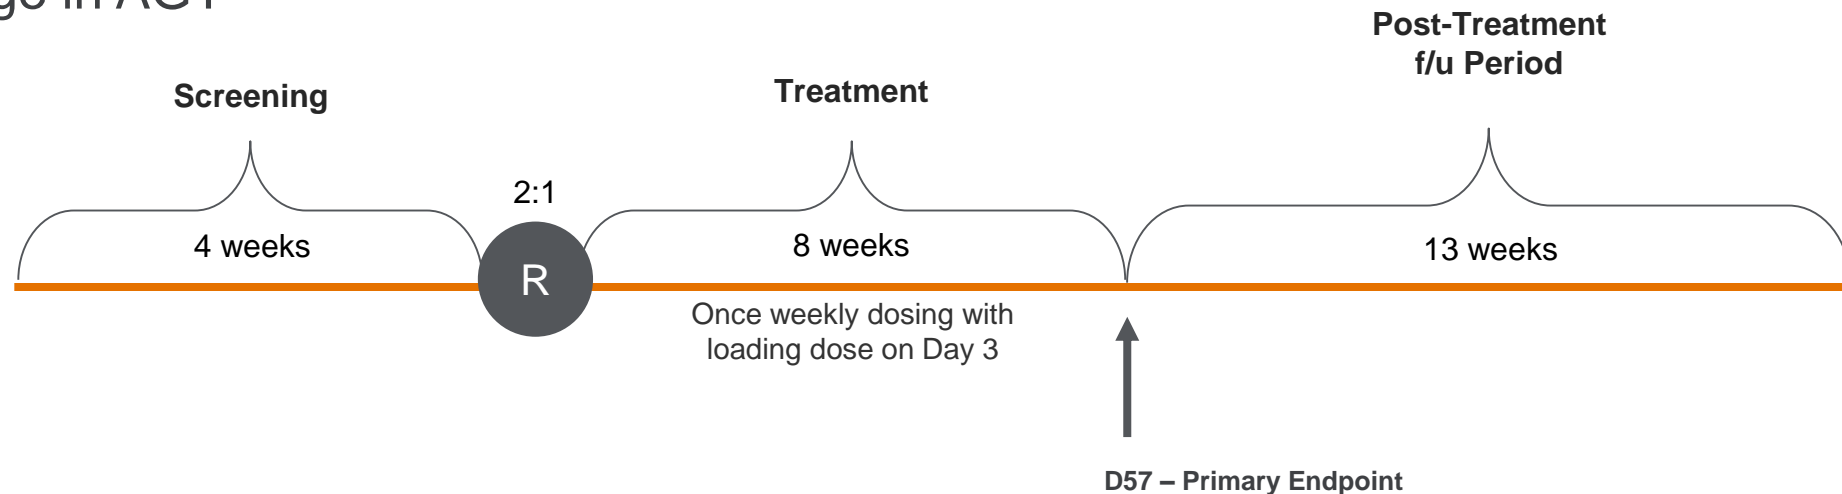 Screening
Treatment
Post-Treatment
f/u Period
2:1
4 weeks
R
8 weeks
13 weeks
Once weekly dosing with
loading dose on Day 3
D57 – Primary Endpoint